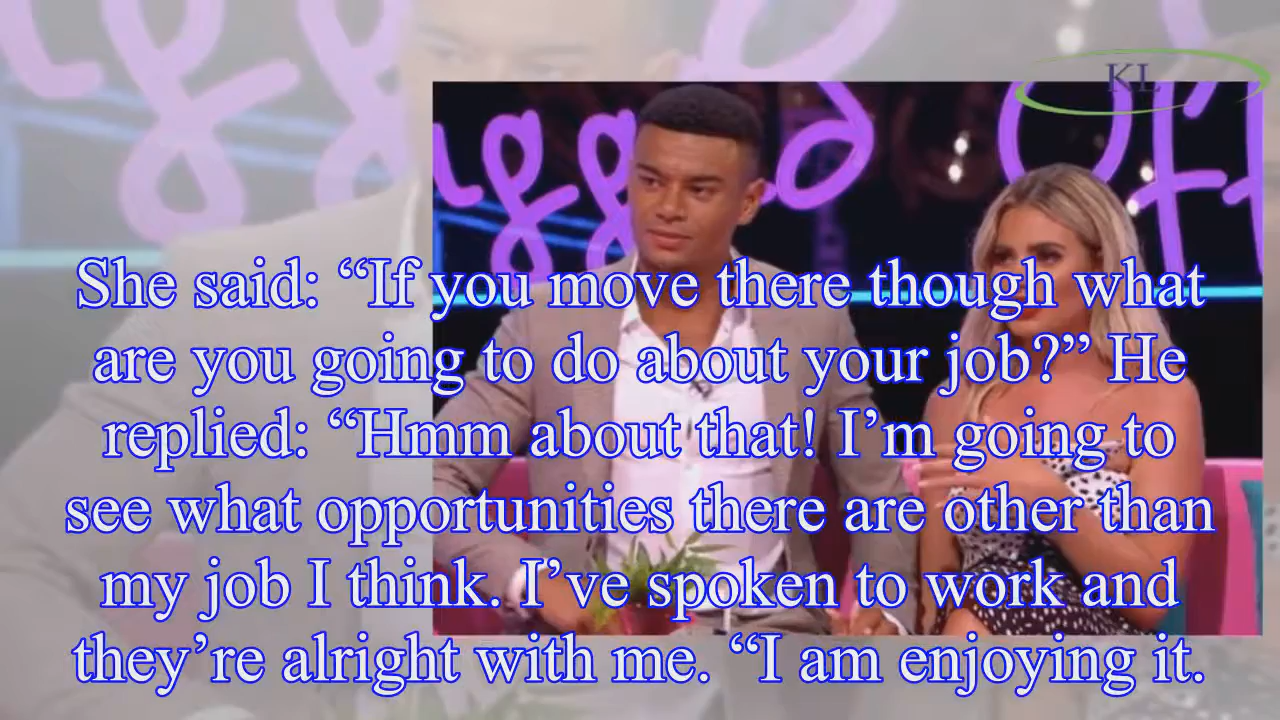 KL
She said: “If you move there though what
are you going to do about your job?” He
replied: “Hmm about that! I’m going to
see what opportunities there are other than
my job I think. I’ve spoken to work and
they’re alright with me. “I am enjoying it.